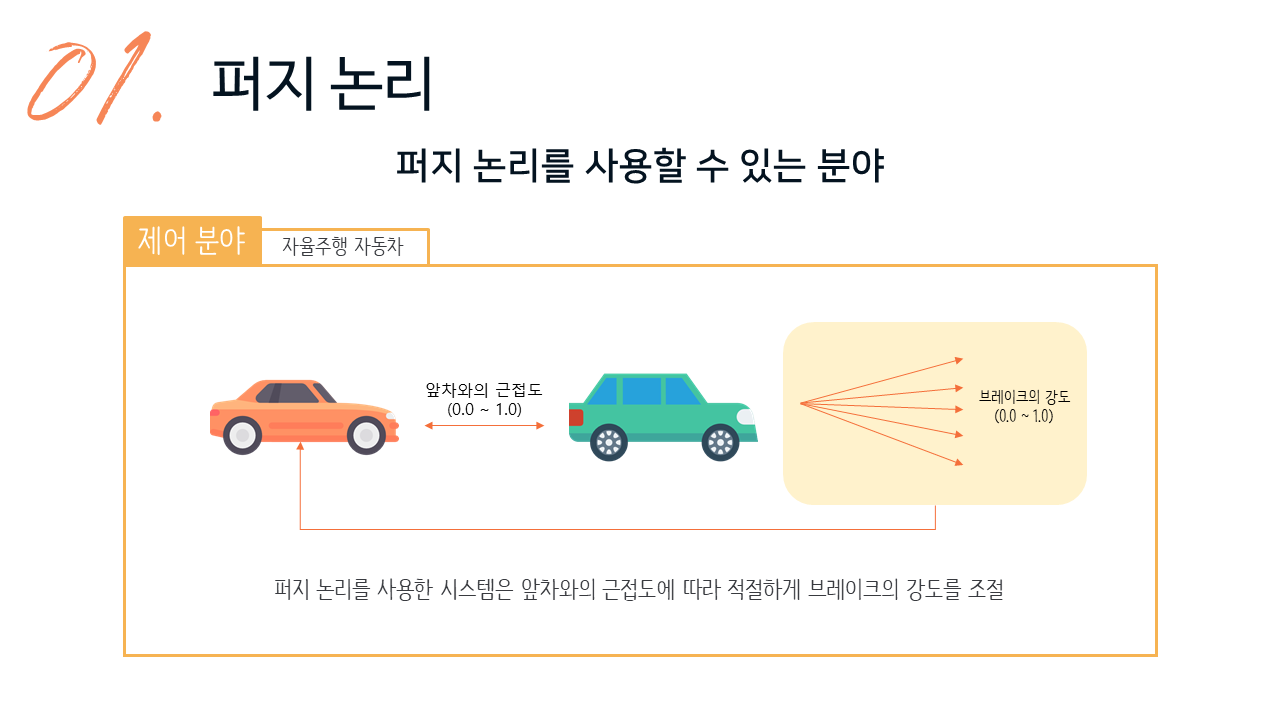 01.
퍼지 논리
퍼지 논리를 사용할 수 있는 분야
제어 분야
자율주행 자동차
앞차와의 근접도
(0.0 ~ 1.0)
브레이크의 강도
(0.0 ~ 1.0)
퍼지 논리를 사용한 시스템은 앞차와의 근접도에 따라 적절하게 브레이크의 강도를 조절